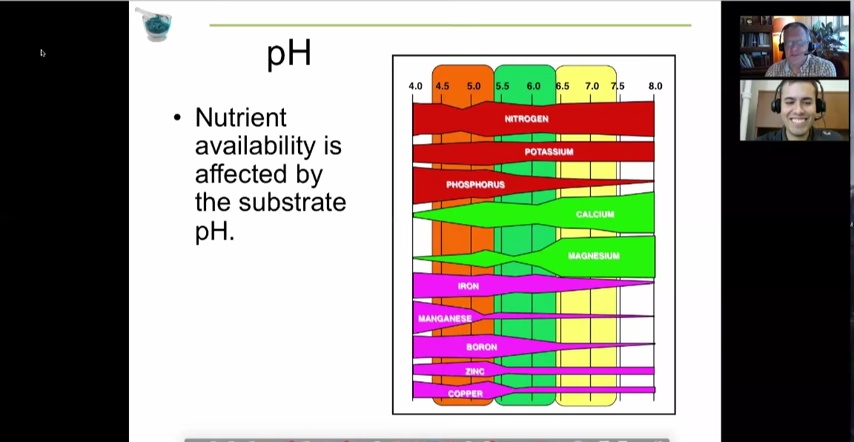 pH
• Nutrient
availability is
affected by
the substrate
pH.
4.0 4.5 5.0 5.5 6.0 6.5 7.0 7.5 8.0
NITROGEN
POTASSIUM
PHOSPHORUS
CALCIUM
MAGNESIUM
IRON
MANGANESE
BORON
ZINC
COPPER